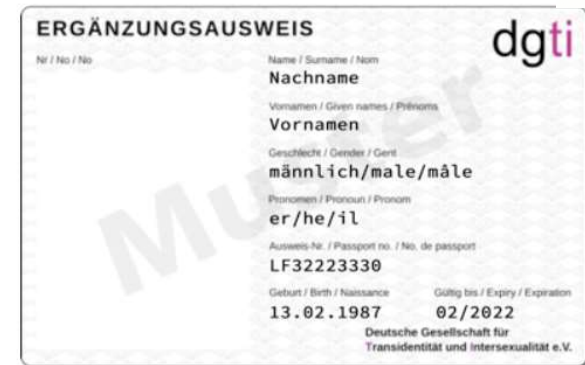 ERGÄNZUNGSAUSWEIS
dgti
Nr / No / No
Name / Surname / Nom
Nachname
Vornamen / Given names / Prénoms
Vornamen
Geschlecht / Gender / Gent
männlich/male/mâle
Pronomen / Pronoun / Pronom
er/he/il
Ausweis-Nr. / Passport no. / No. de passport
LF32223330
Geburt / Birth / Naissance
Gültig bis / Expiry / Expiration
13.02.1987
02/2022
Deutsche Gesellschaft für
Transidentität und Intersexualität e.V.
Muster